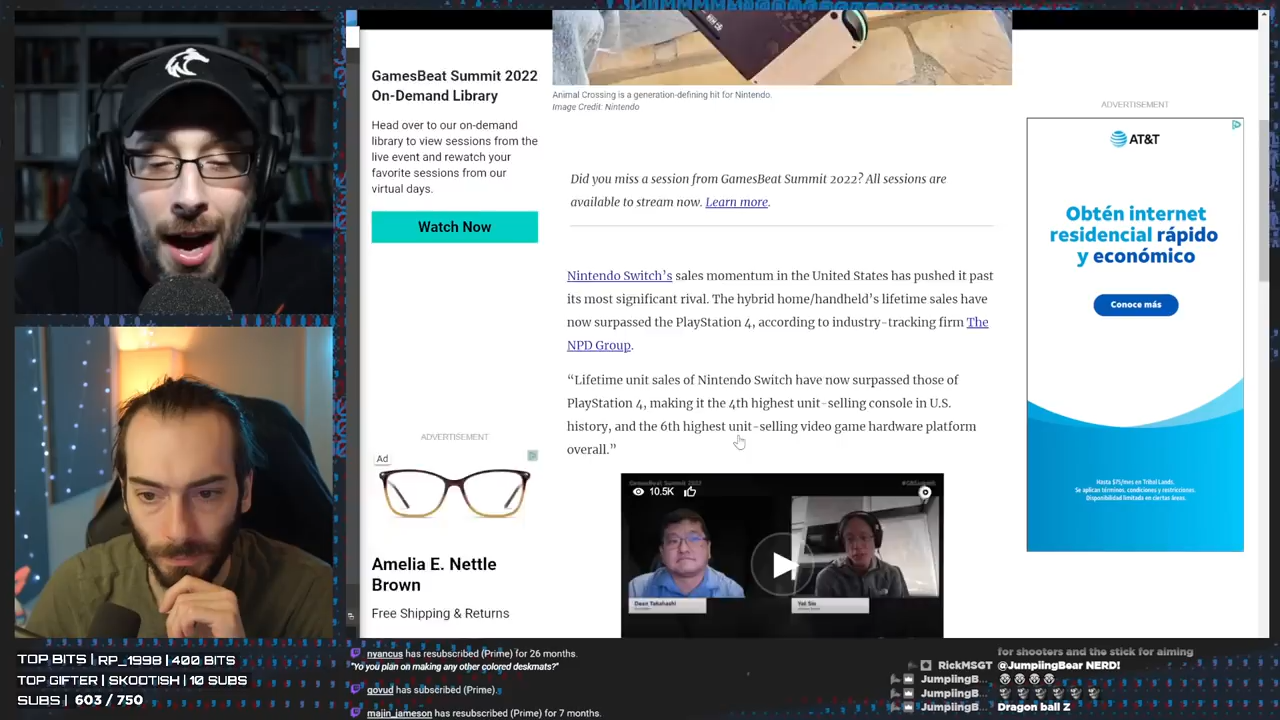 GamesBeat Summit 2022
On-Demand Library
Head over to our on-demand
library to view sessions from the
live event and rewatch your
favorite sessions from our
virtual days.
Watch Now
ADVERTISEMENT
Ad
Amelia E. Nettle
Brown
Free Shipping & Returns
Animal Crossing is a generation-defining hit for Nintendo.
Image Credit: Nintendo
Did you miss a session from GamesBeat Summit 2022? All sessions are
available to stream now. Learn more.
Nintendo Switch's sales momentum in the United States has pushed it past
its most significant rival. The hybrid home/handheld's lifetime sales have
now surpassed the PlayStation 4, according to industry-tracking firm The
NPD Group.
“Lifetime unit sales of Nintendo Switch have now surpassed those of
PlayStation 4, making it the 4th highest unit-selling console in U.S.
history, and the 6th highest unit-selling video game hardware platform
overall.”
GamesBeat Summit 2022
10.5K
Dean Takahashi
Yat Siu
ADVERTISEMENT
AT&T
Obtén internet
residencial rápido
y económico
Conoce más
Hasta $75/mes en Tribal Lands.
Se aplican términos, condiciones y restricciones.
Disponibilidad limitada en ciertas áreas.
TOP BITS | RP_1998 | 400 BITS
TOP GIFTER | SKOOTISH | 10 SUBS
SUBS | 603 / 750
nyancus has resubscribed (Prime) for 26 months.
"Yo you plan on making any other colored deskmats?"
govud has subscribed (Prime).
majin_jameson has resubscribed (Prime) for 7 months.
for shooters and the stick for aiming
RickMSGT @JumpiingBear NERD!
JumpiingB...
JumpiingB...
JumpiingB... Dragon ball Z